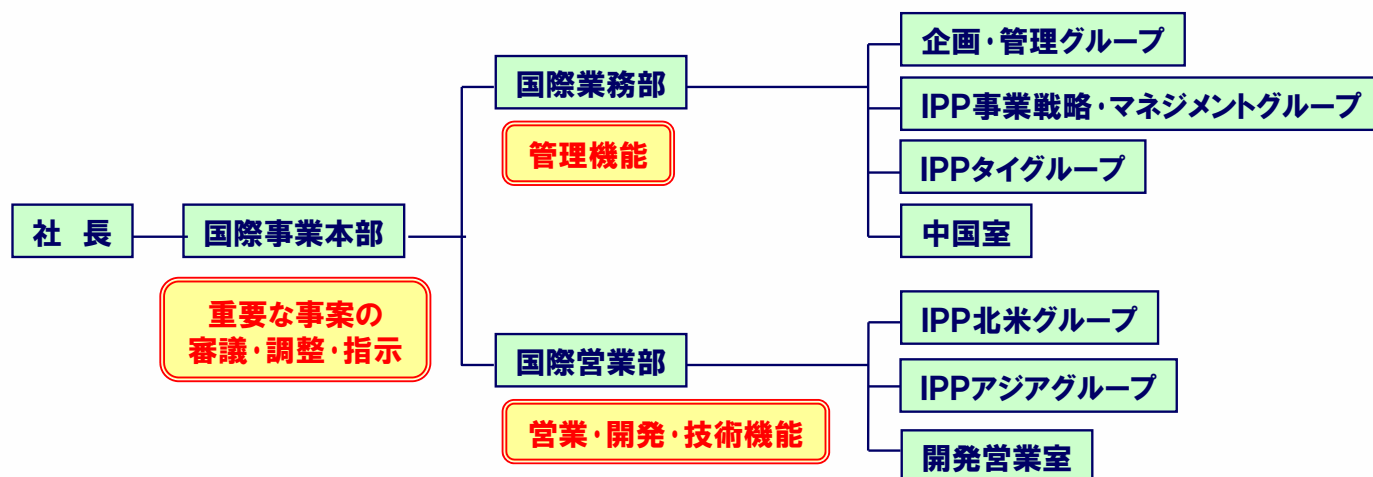 企画・管理グループ
国際業務部
IPP事業戦略・マネジメントグループ
管理機能
IPPタイグループ
社　長
国際事業本部
中国室
重要な事案の
審議・調整・指示
IPP北米グループ
国際営業部
IPPアジアグループ
営業・開発・技術機能
開発営業室